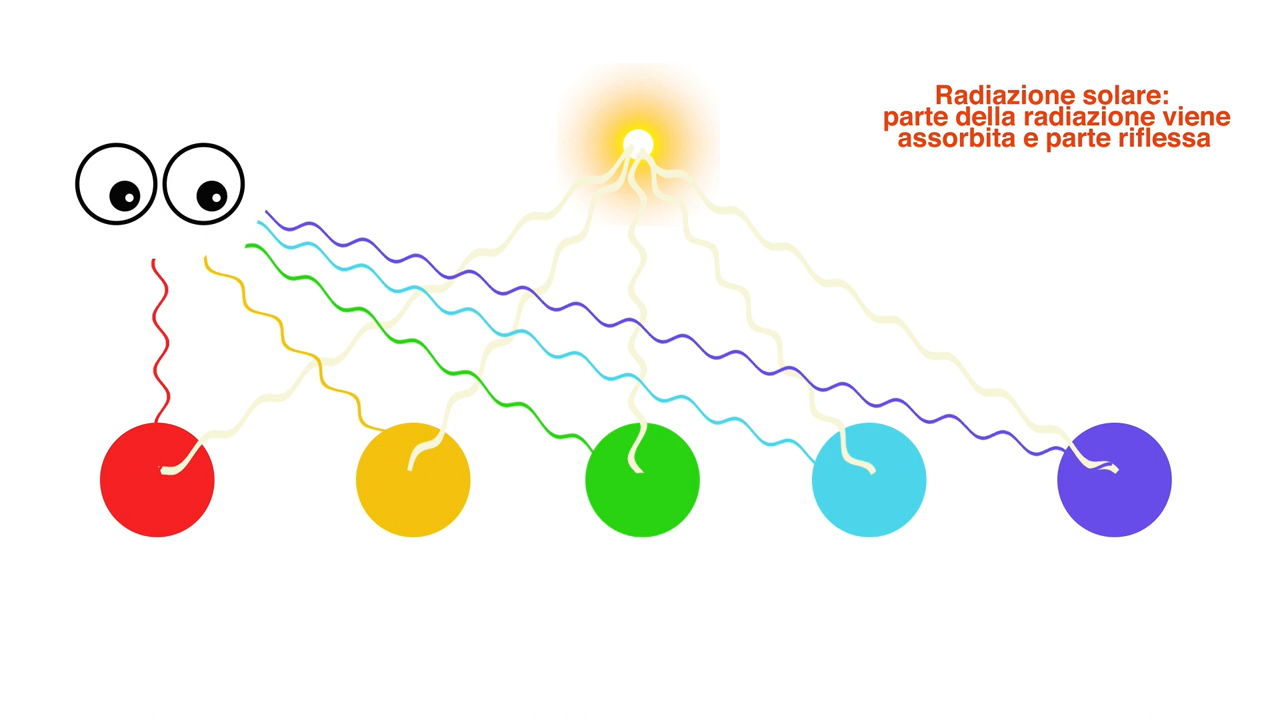 Radiazione solare:
parte della radiazione viene
assorbita e parte riflessa